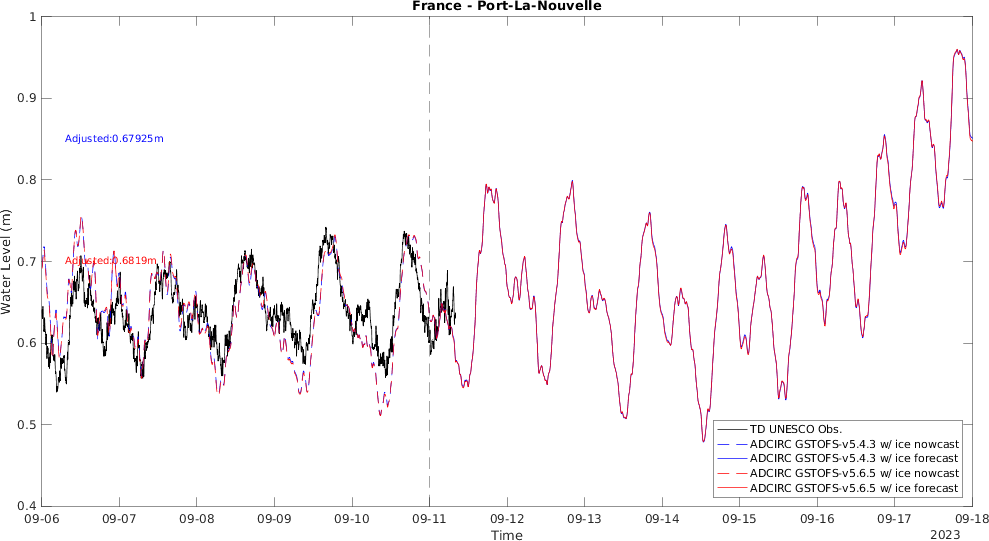 France - Port-La-Nouvelle
1
0.9
0.8
0.7
0.6
0.5
0.4
Water Level (m)
Adjusted:0.67925m
Adjusted:0.6819m
TD UNESCO Obs.
ADCIRC GSTOFS-v5.4.3 w/ ice nowcast
ADCIRC GSTOFS-v5.4.3 w/ ice forecast
ADCIRC GSTOFS-v5.6.5 w/ ice nowcast
ADCIRC GSTOFS-v5.6.5 w/ ice forecast
09-06 09-07 09-08 09-09 09-10 09-11 09-12 09-13 09-14 09-15 09-16 09-17 09-18
Time
2023